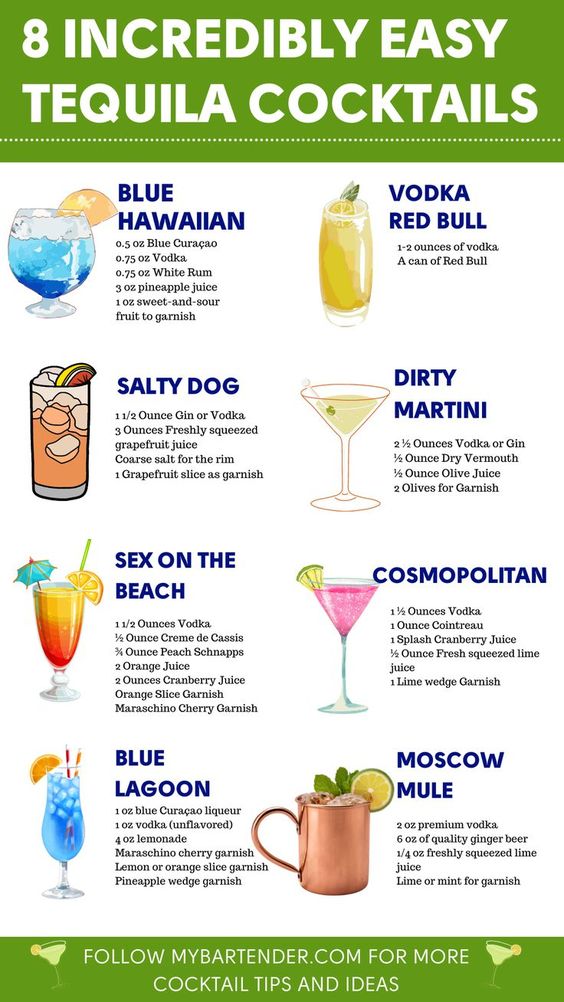 8 INCREDIBLY EASY
TEQUILA COCKTAILS
BLUE
HAWAIIAN
0.5 oz Blue Curaçao
0.75 oz Vodka
0.75 oz White Rum
3 oz pineapple juice
1 oz sweet-and-sour
fruit to garnish
VODKA
RED BULL
1-2 ounces of vodka
A can of Red Bull
SALTY DOG
1 1/2 Ounce Gin or Vodka
3 Ounces Freshly squeezed
grapefruit juice
Coarse salt for the rim
1 Grapefruit slice as garnish
DIRTY
MARTINI
2 ½ Ounces Vodka or Gin
½ Ounce Dry Vermouth
½ Ounce Olive Juice
2 Olives for Garnish
SEX ON THE
BEACH
1 1/2 Ounces Vodka
½ Ounce Creme de Cassis
¾ Ounce Peach Schnapps
2 Orange Juice
2 Ounces Cranberry Juice
Orange Slice Garnish
Maraschino Cherry Garnish
COSMOPOLITAN
1 ½ Ounces Vodka
1 Ounce Cointreau
1 Splash Cranberry Juice
½ Ounce Fresh squeezed lime
juice
1 Lime wedge Garnish
BLUE
LAGOON
1 oz blue Curaçao liqueur
1 oz vodka (unflavored)
4 oz lemonade
Maraschino cherry garnish
Lemon or orange slice garnish
Pineapple wedge garnish
MOSCOW
MULE
2 oz premium vodka
6 oz of quality ginger beer
1/4 oz freshly squeezed lime
juice
Lime or mint for garnish
FOLLOW MYBARTENDER.COM FOR MORE
COCKTAIL TIPS AND IDEAS